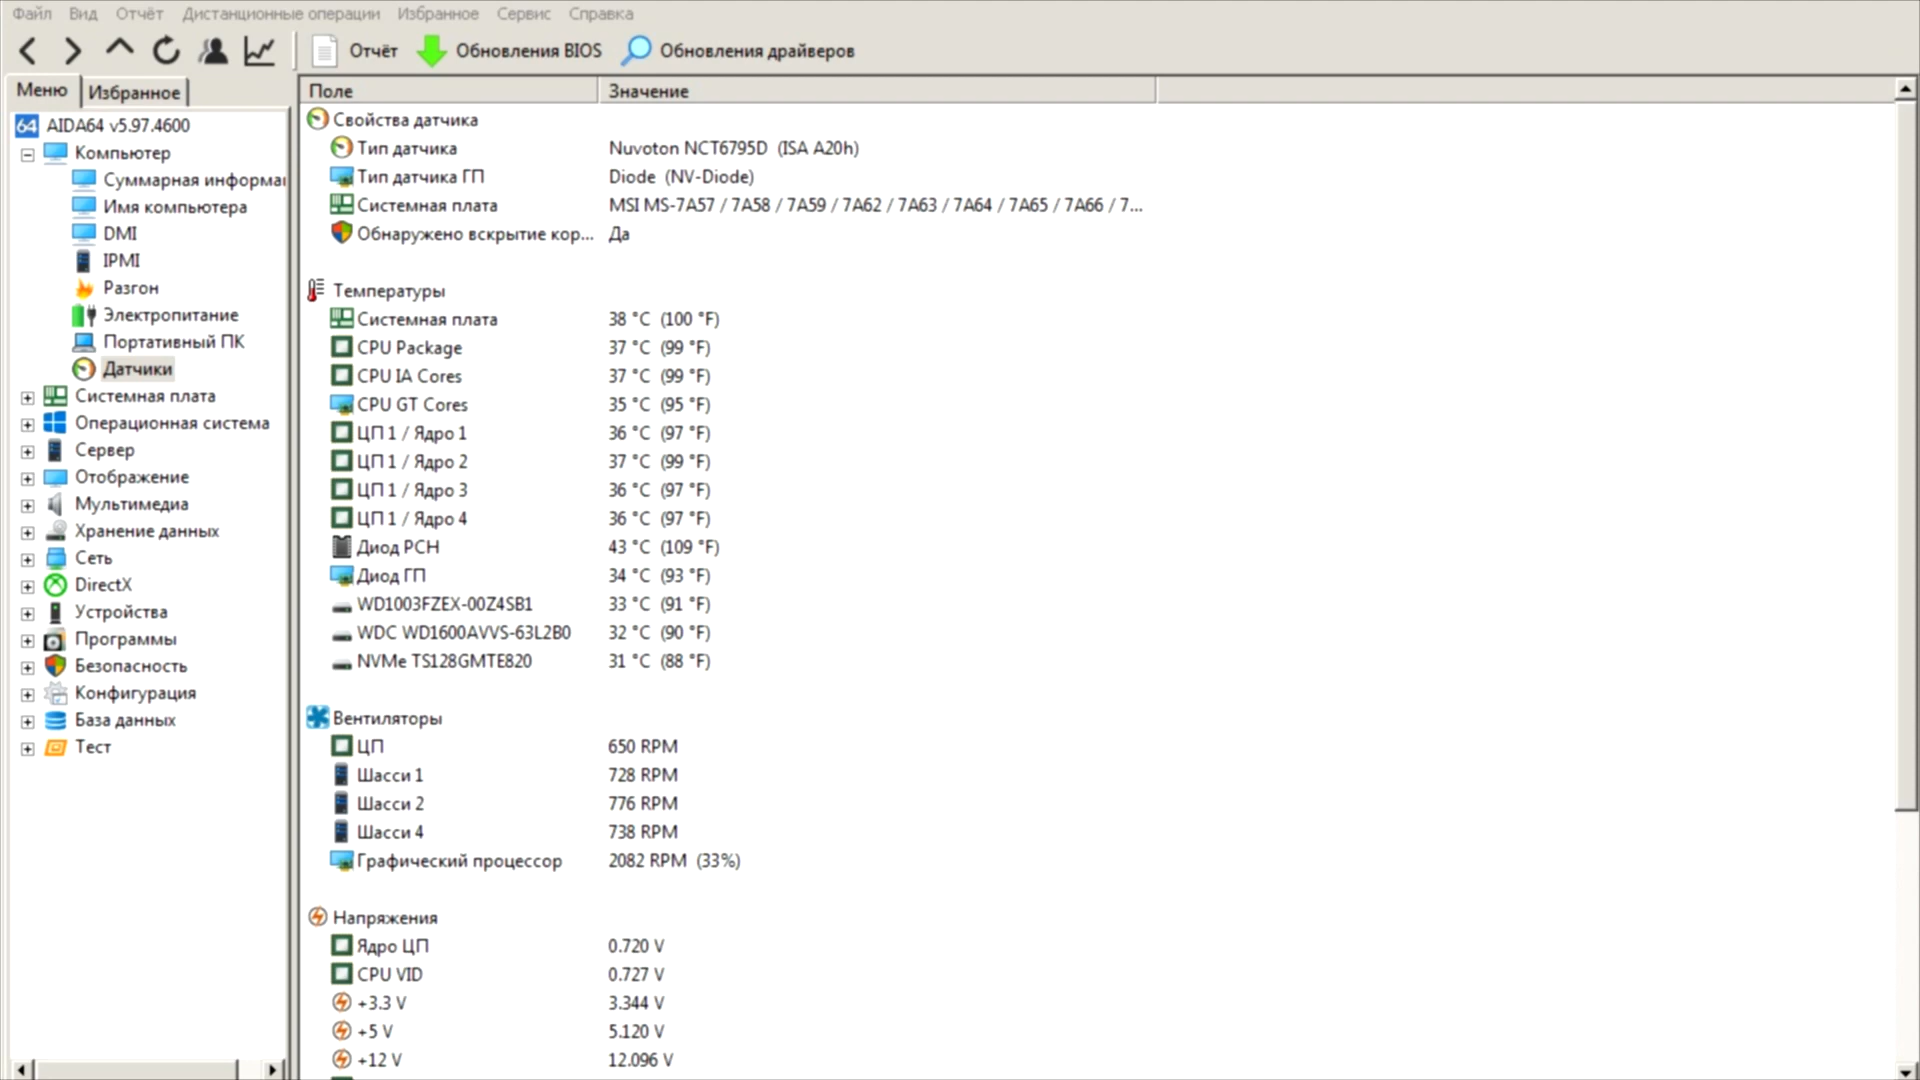 Файл Вид Отчёт Дистанционные операции Избранное Сервис Справка
Отчёт Обновления BIOS Обновления драйверов
Меню Избранное
AIDA64 v5.97.4600
Компьютер
Суммарная информаi
Имя компьютера
DMI
IPMI
Разгон
Электропитание
Портативный ПК
Датчики
Системная плата
Операционная система
Сервер
Отображение
Мультимедиа
Хранение данных
Сеть
DirectX
Устройства
Программы
Безопасность
Конфигурация
База данных
Тест
Поле Значение
Свойства датчика
Тип датчика Nuvoton NCT6795D (ISA A20h)
Тип датчика ГП Diode (NV-Diode)
Системная плата MSI MS-7A57 / 7A58 / 7A59 / 7A62 / 7A63 / 7A64 / 7A65 / 7A66 / 7...
Обнаружено вскрытие кор... Да
Температуры
Системная плата 38 °C (100 °F)
CPU Package 37 °C (99 °F)
CPU IA Cores 37 °C (99 °F)
CPU GT Cores 35 °C (95 °F)
ЦП 1 / Ядро 1 36 °C (97 °F)
ЦП 1 / Ядро 2 37 °C (99 °F)
ЦП 1 / Ядро 3 36 °C (97 °F)
ЦП 1 / Ядро 4 36 °C (97 °F)
Диод PCH 43 °C (109 °F)
Диод ГП 34 °C (93 °F)
WD1003FZEX-00Z4SB1 33 °C (91 °F)
WDC WD1600AVVS-63L2B0 32 °C (90 °F)
NVMe TS128GMTE820 31 °C (88 °F)
Вентиляторы
ЦП 650 RPM
Шасси 1 728 RPM
Шасси 2 776 RPM
Шасси 4 738 RPM
Графический процессор 2082 RPM (33%)
Напряжения
Ядро ЦП 0.720 V
CPU VID 0.727 V
+3.3 V 3.344 V
+5 V 5.120 V
+12 V 12.096 V